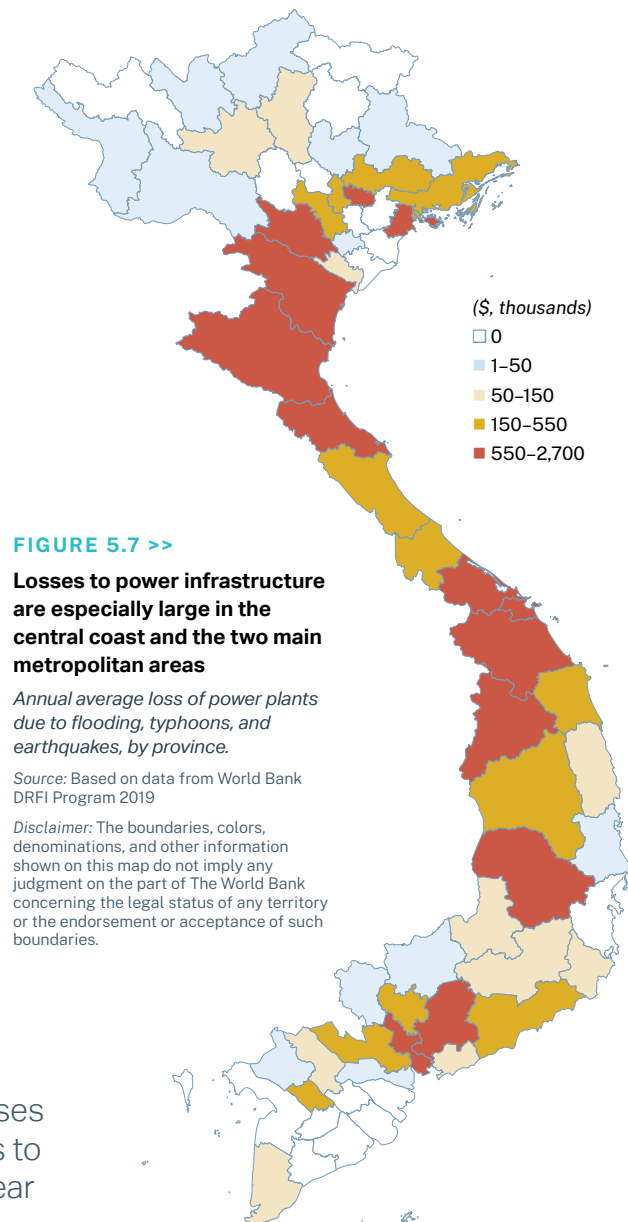 ($, thousands)
0
1–50
50–150
150–550
550–2,700
FIGURE 5.7 >>
Losses to power infrastructure
are especially large in the
central coast and the two main
metropolitan areas
Annual average loss of power plants
due to flooding, typhoons, and
earthquakes, by province.
Source: Based on data from World Bank
DRFI Program 2019
Disclaimer: The boundaries, colors,
denominations, and other information
shown on this map do not imply any
judgment on the part of The World Bank
concerning the legal status of any territory
or the endorsement or acceptance of such
boundaries.
ses
s to
ear